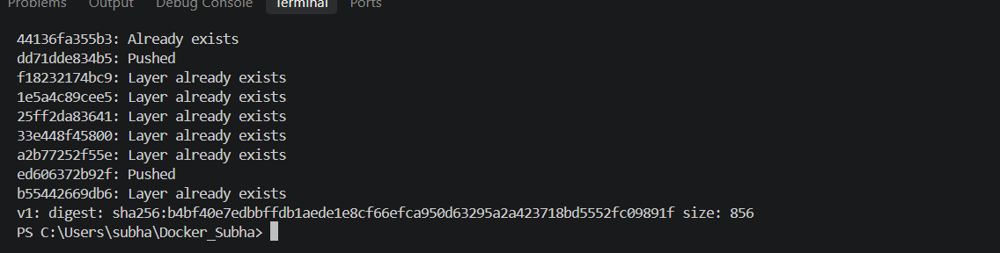 Problems Output Debug Console Terminal Ports
44136fa355b3: Already exists
dd71dde834b5: Pushed
f18232174bc9: Layer already exists
1e5a4c89cee5: Layer already exists
25ff2da83641: Layer already exists
33e448f45800: Layer already exists
a2b77252f55e: Layer already exists
ed606372b92f: Pushed
b55442669db6: Layer already exists
v1: digest: sha256:b4bf40e7edbbffdb1aede1e8cf66efca950d63295a2a423718bd5552fc09891f size: 856
PS C:\Users\subha\Docker_Subha>